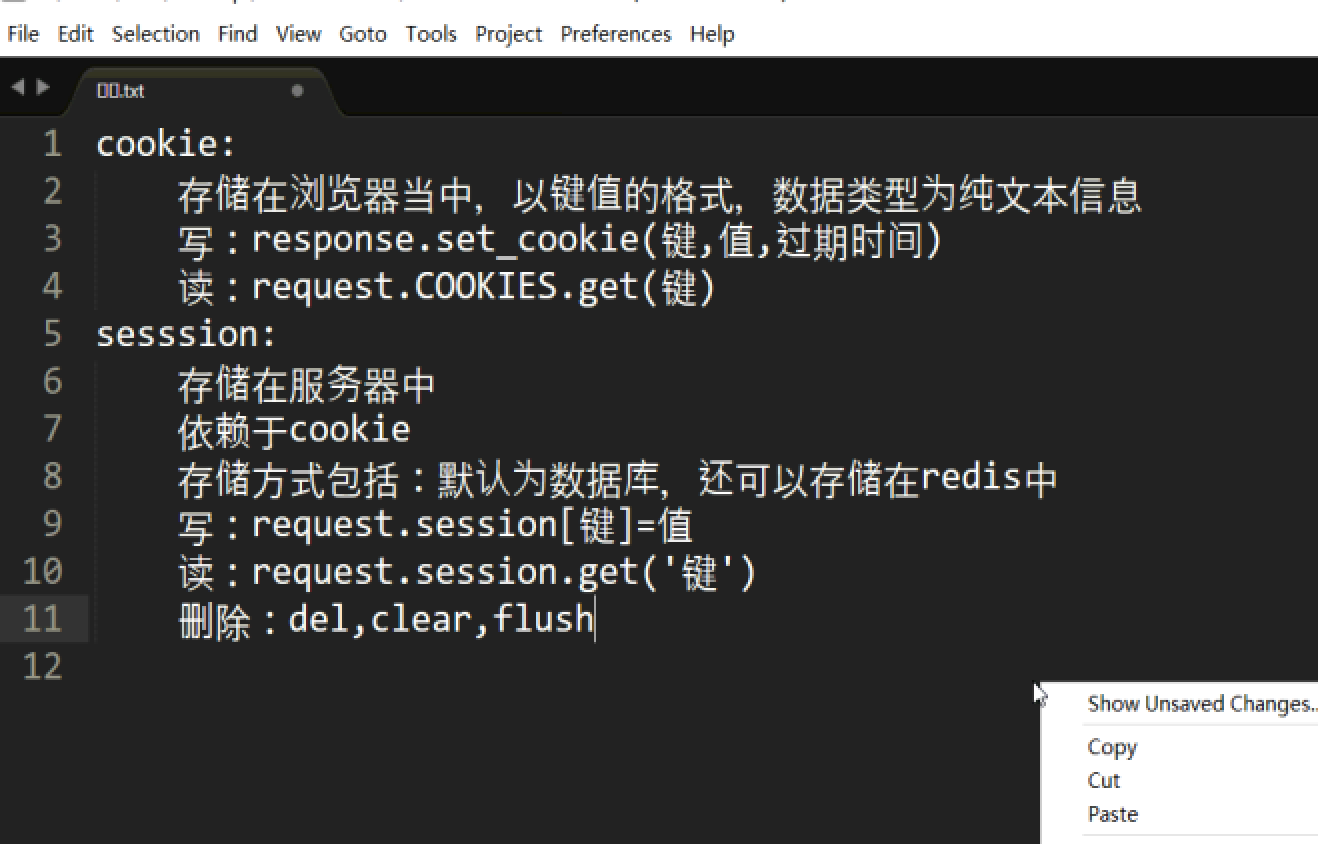 File Edit Selection Find View Goto Tools Project Preferences Help
.txt
1 cookie:
2 存储在浏览器当中, 以键值的格式, 数据类型为纯文本信息
3 写：response.set_cookie(键,值,过期时间)
4 读：request.COOKIES.get(键)
5 sesssion:
6 存储在服务器中
7 依赖于cookie
8 存储方式包括：默认为数据库, 还可以存储在redis中
9 写：request.session[键]=值
10 读：request.session.get('键')
11 删除：del,clear,flush
12
Show Unsaved Changes..
Copy
Cut
Paste